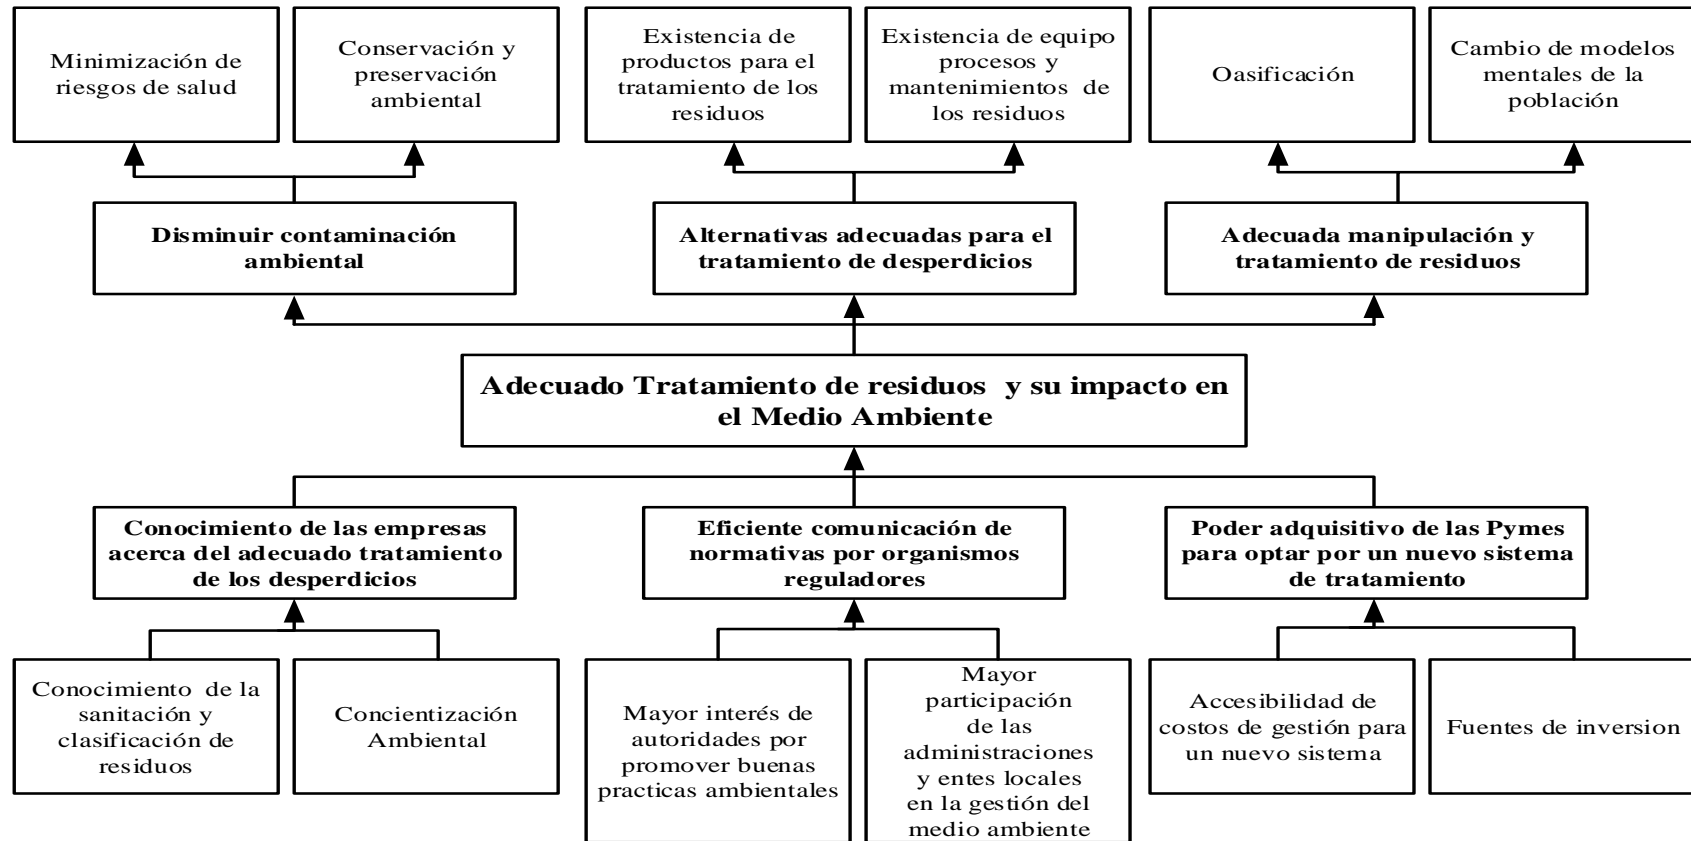 Minimización de
riesgos de salud
Conservación y
preservación
ambiental
Existencia de
productos para el
tratamiento de los
residuos
Existencia de equipo
procesos y
mantenimientos de
los residuos
Oasificación
Cambio de modelos
mentales de la
población
Disminuir contaminación
ambiental
Alternativas adecuadas para el
tratamiento de desperdicios
Adecuada manipulación y
tratamiento de residuos
Adecuado Tratamiento de residuos y su impacto en
el Medio Ambiente
Conocimiento de las empresas
acerca del adecuado tratamiento
de los desperdicios
Eficiente comunicación de
normativas por organismos
reguladores
Poder adquisitivo de las Pymes
para optar por un nuevo sistema
de tratamiento
Conocimiento de la
sanitación y
clasificación de
residuos
Concientización
Ambiental
Mayor interés de
autoridades por
promover buenas
practicas ambientales
Mayor
participación
de las
administraciones
y entes locales
en la gestión del
medio ambiente
Accesibilidad de
costos de gestión para
un nuevo sistema
Fuentes de inversion